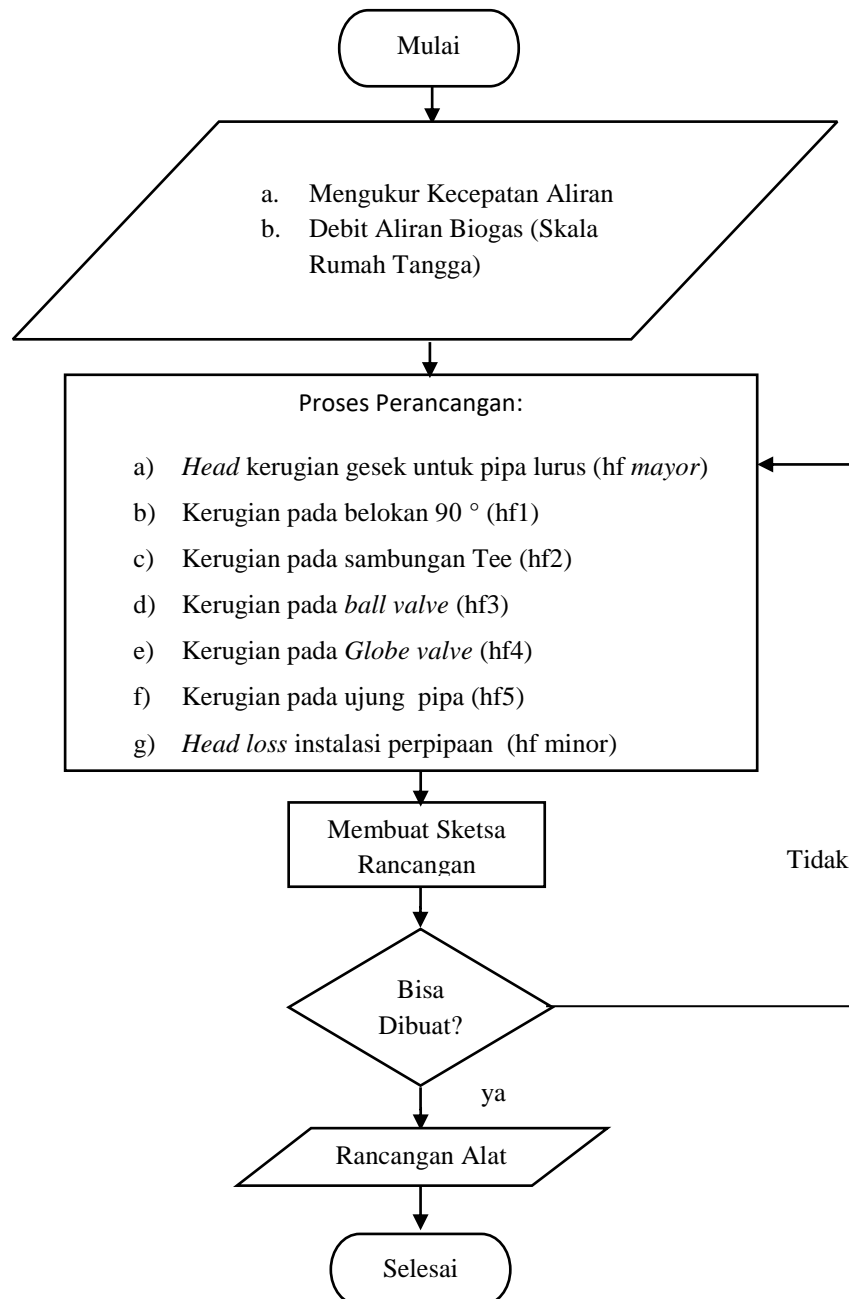 Mulai
a. Mengukur Kecepatan Aliran
b. Debit Aliran Biogas (Skala
Rumah Tangga)
Proses Perancangan:
a) Head kerugian gesek untuk pipa lurus (hf mayor)
b) Kerugian pada belokan 90 ° (hf1)
c) Kerugian pada sambungan Tee (hf2)
d) Kerugian pada ball valve (hf3)
e) Kerugian pada Globe valve (hf4)
f) Kerugian pada ujung pipa (hf5)
g) Head loss instalasi perpipaan (hf minor)
Membuat Sketsa
Rancangan
Tidak
Bisa
Dibuat?
ya
Rancangan Alat
Selesai